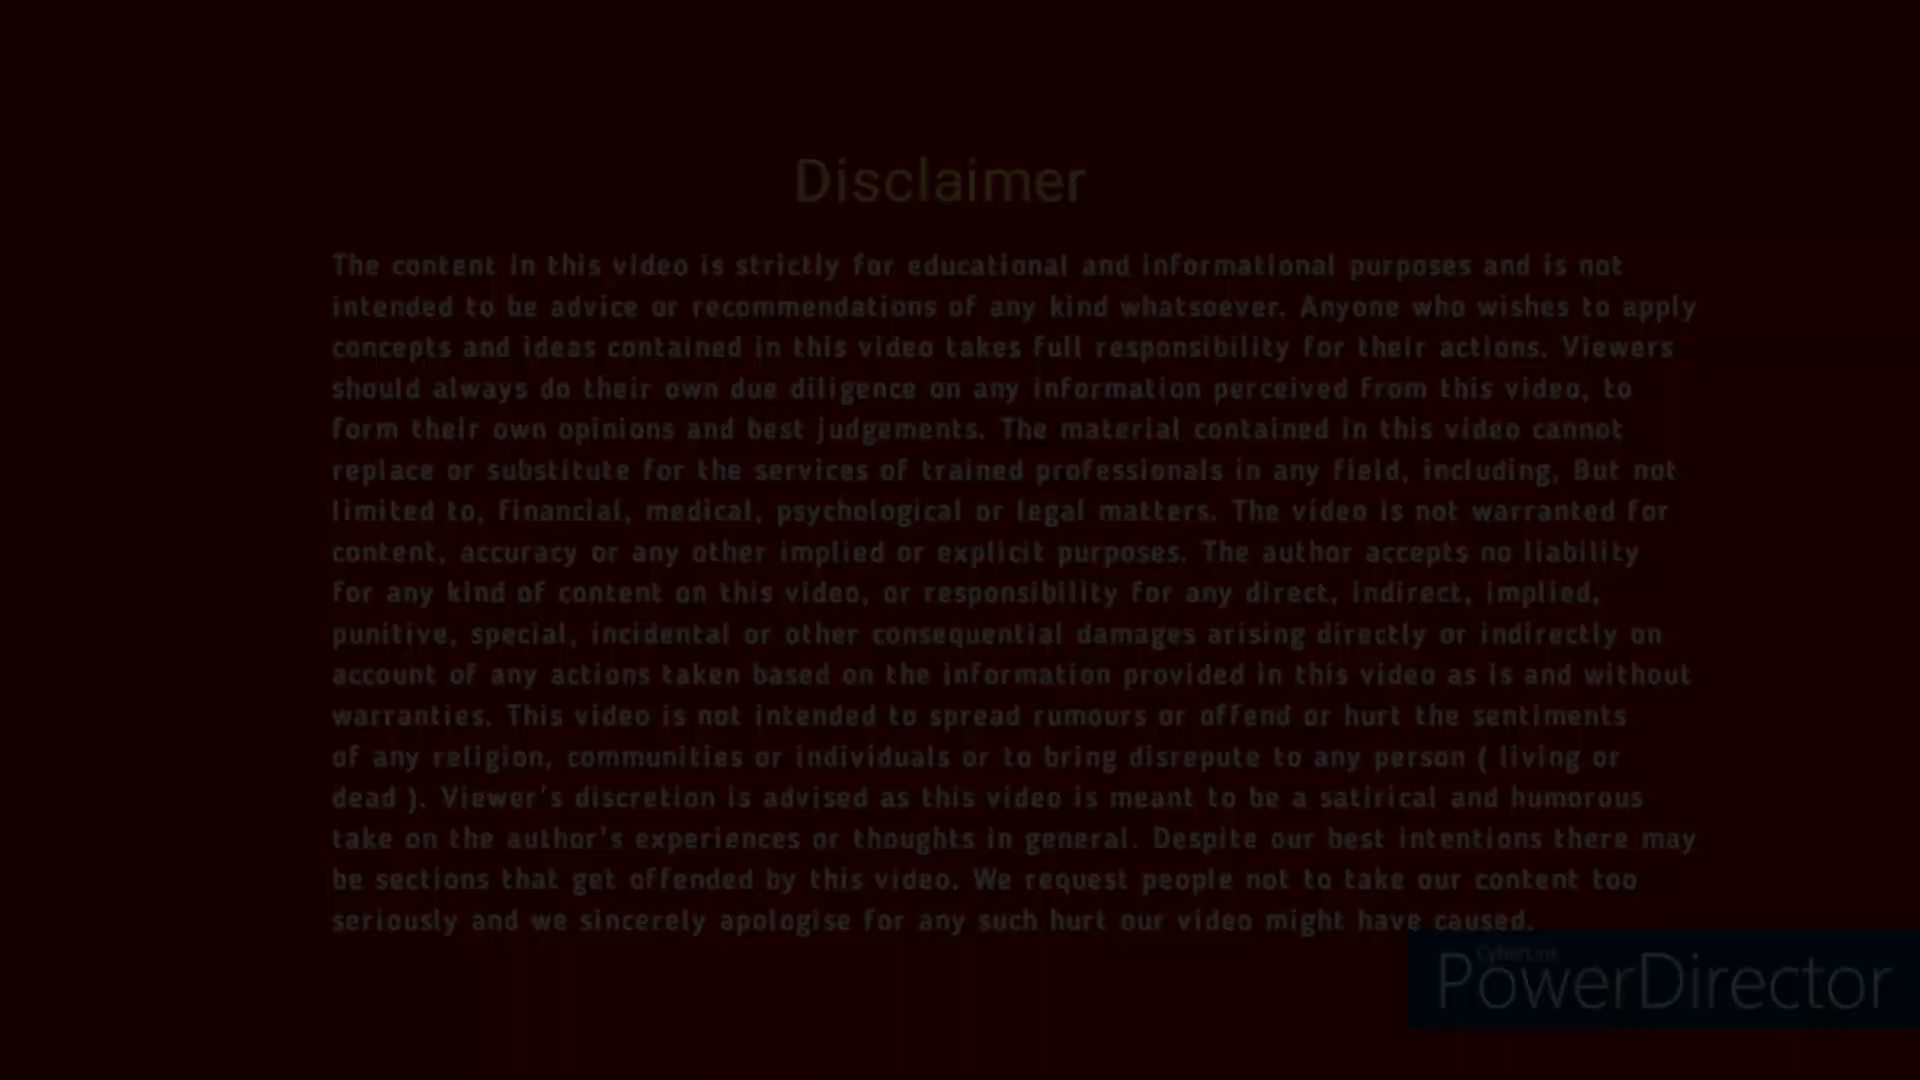 Disclaimer
The content in this video is strictly for educational and informational purposes and is not
intended to be advice or recommendations of any kind whatsoever. Anyone who wishes to apply
concepts and ideas contained in this video takes full responsibility for their actions. Viewers
should always do their own due diligence on any information perceived from this video, to
form their own opinions and best judgements. The material contained in this video cannot
replace or substitute for the services of trained professionals in any field, including, But not
limited to, financial, medical, psychological or legal matters. The video is not warranted for
content, accuracy or any other implied or explicit purposes. The author accepts no liability
for any kind of content on this video, or responsibility for any direct, indirect, implied,
punitive, special, incidental or other consequential damages arising directly or indirectly on
account of any actions taken based on the information provided in this video as is and without
warranties. This video is not intended to spread rumours or offend or hurt the sentiments
of any religion, communities or individuals or to bring disrepute to any person ( living or
dead ). Viewer's discretion is advised as this video is meant to be a satirical and humorous
take on the author's experiences or thoughts in general. Despite our best intentions there may
be sections that get offended by this video. We request people not to take our content too
seriously and we sincerely apologise for any such hurt our video might have caused.
CyberLink
PowerDirector